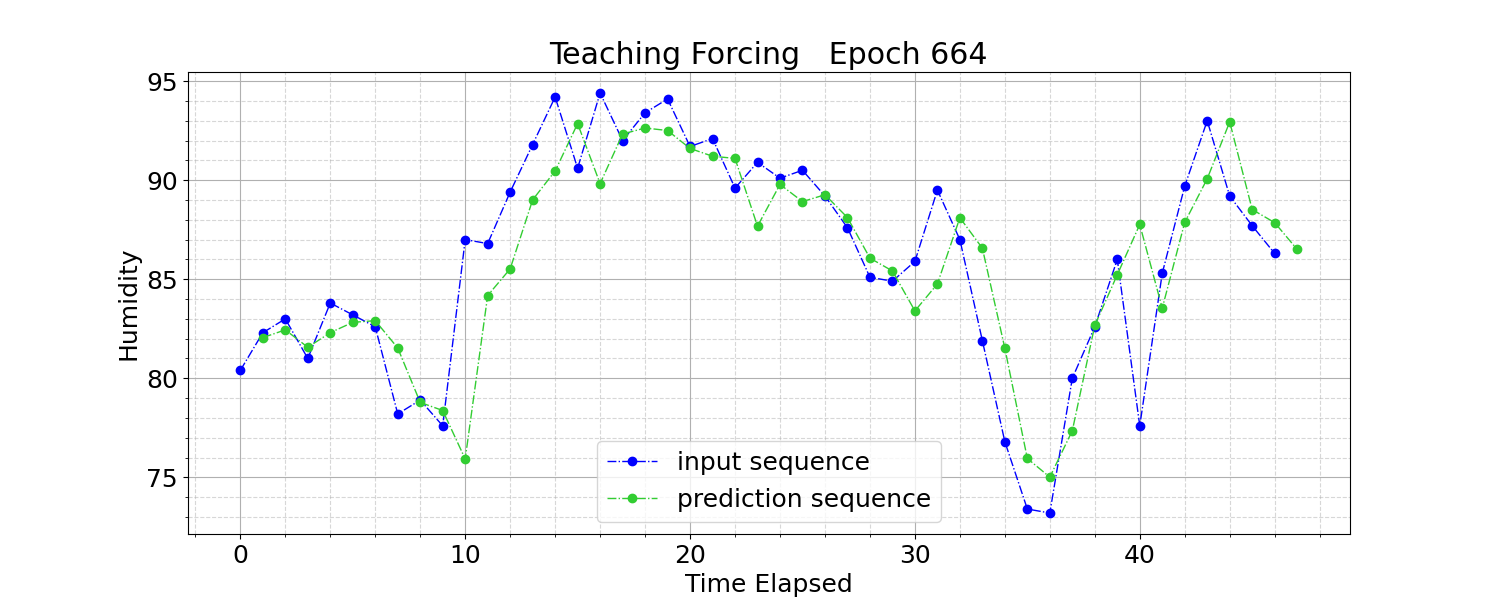 Teaching Forcing   Epoch 664
95
90
85
80
75
Humidity
input sequence
prediction sequence
0 10 20 30 40
Time Elapsed